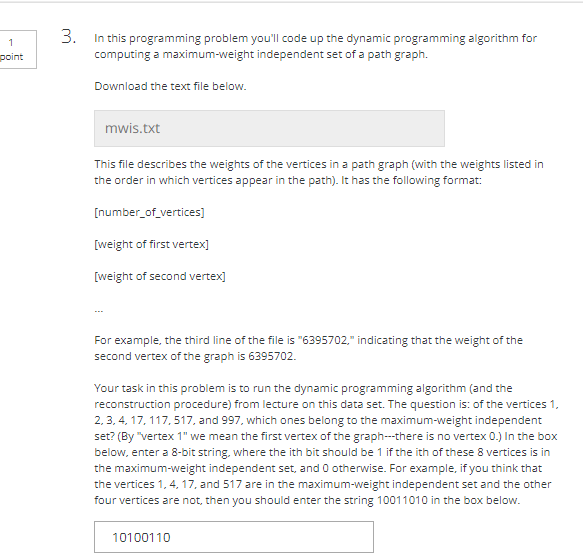 1
point
3. In this programming problem you'll code up the dynamic programming algorithm for
computing a maximum-weight independent set of a path graph.
Download the text file below.
mwis.txt
This file describes the weights of the vertices in a path graph (with the weights listed in
the order in which vertices appear in the path). It has the following format:
[number_of_vertices]
[weight of first vertex]
[weight of second vertex]
...
For example, the third line of the file is "6395702," indicating that the weight of the
second vertex of the graph is 6395702.
Your task in this problem is to run the dynamic programming algorithm (and the
reconstruction procedure) from lecture on this data set. The question is: of the vertices 1,
2, 3, 4, 17, 117, 517, and 997, which ones belong to the maximum-weight independent
set? (By "vertex 1" we mean the first vertex of the graph---there is no vertex 0.) In the box
below, enter a 8-bit string, where the ith bit should be 1 if the ith of these 8 vertices is in
the maximum-weight independent set, and 0 otherwise. For example, if you think that
the vertices 1, 4, 17, and 517 are in the maximum-weight independent set and the other
four vertices are not, then you should enter the string 10011010 in the box below.
10100110